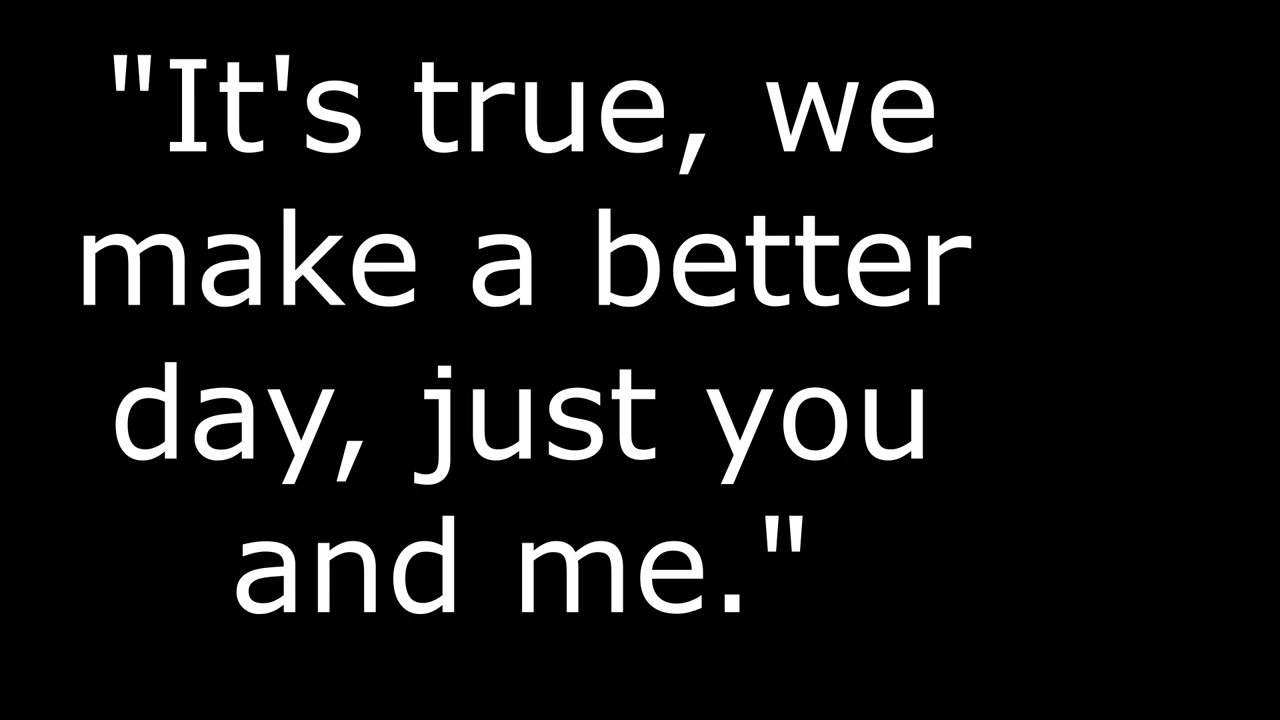 "It's true, we
make a better
day, just you
and me."